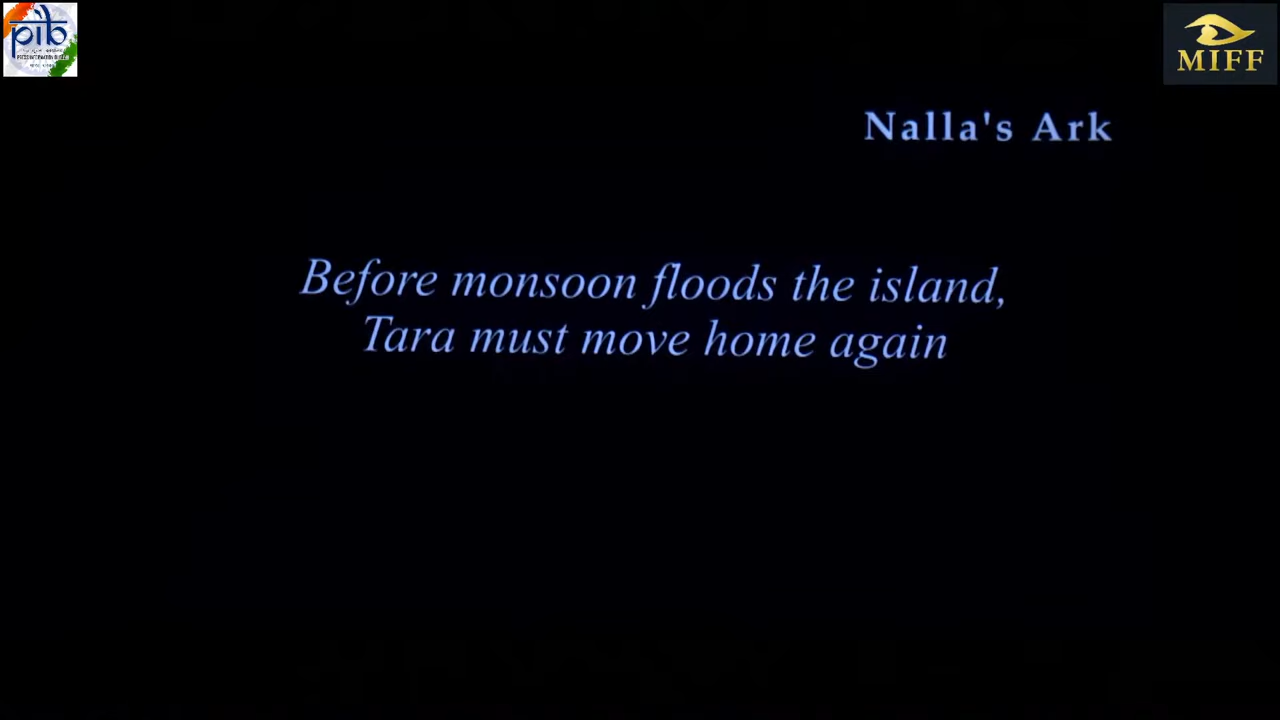 pib
MIFF
Nalla's Ark
Before monsoon floods the island,
Tara must move home again